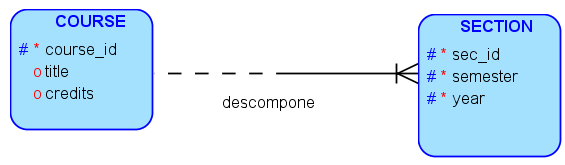 COURSE
# * course_id
o title
o credits
descompone
SECTION
# * sec_id
# * semester
# * year